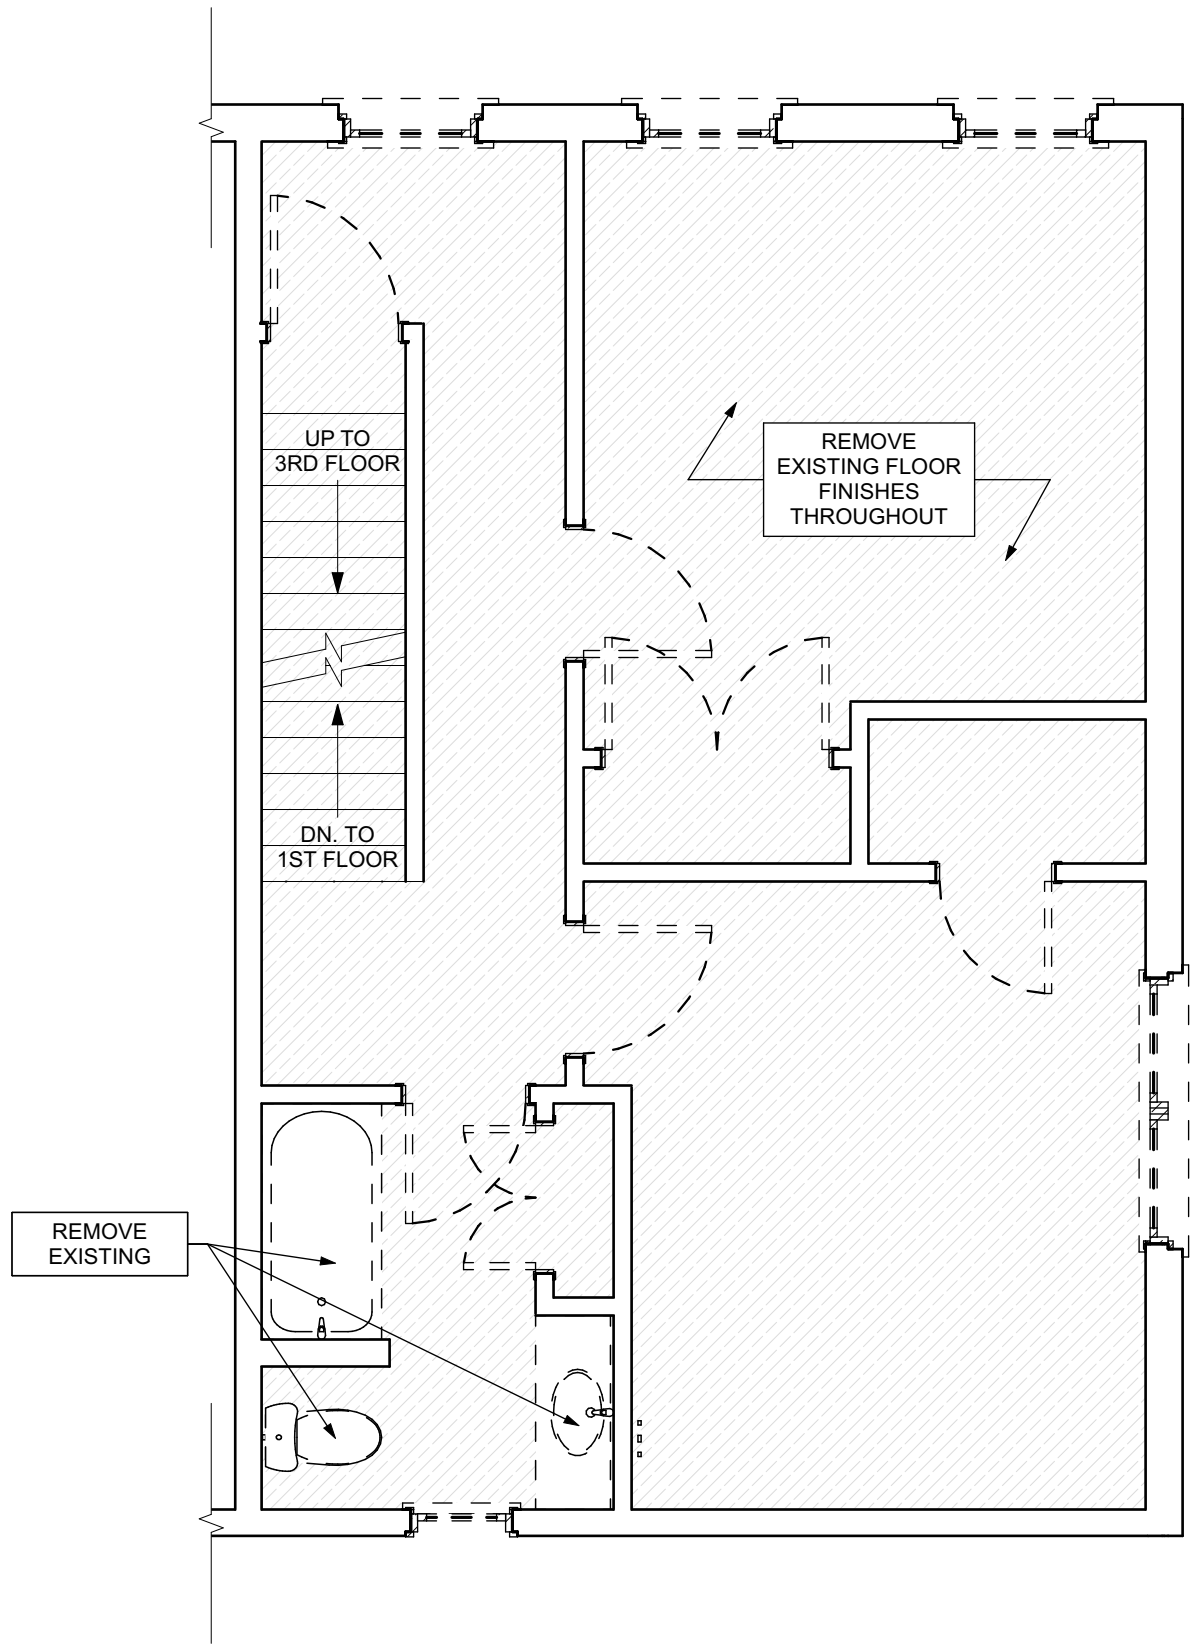 UP TO
3RD FLOOR
REMOVE
EXISTING FLOOR
FINISHES
THROUGHOUT
DN. TO
1ST FLOOR
REMOVE
EXISTING